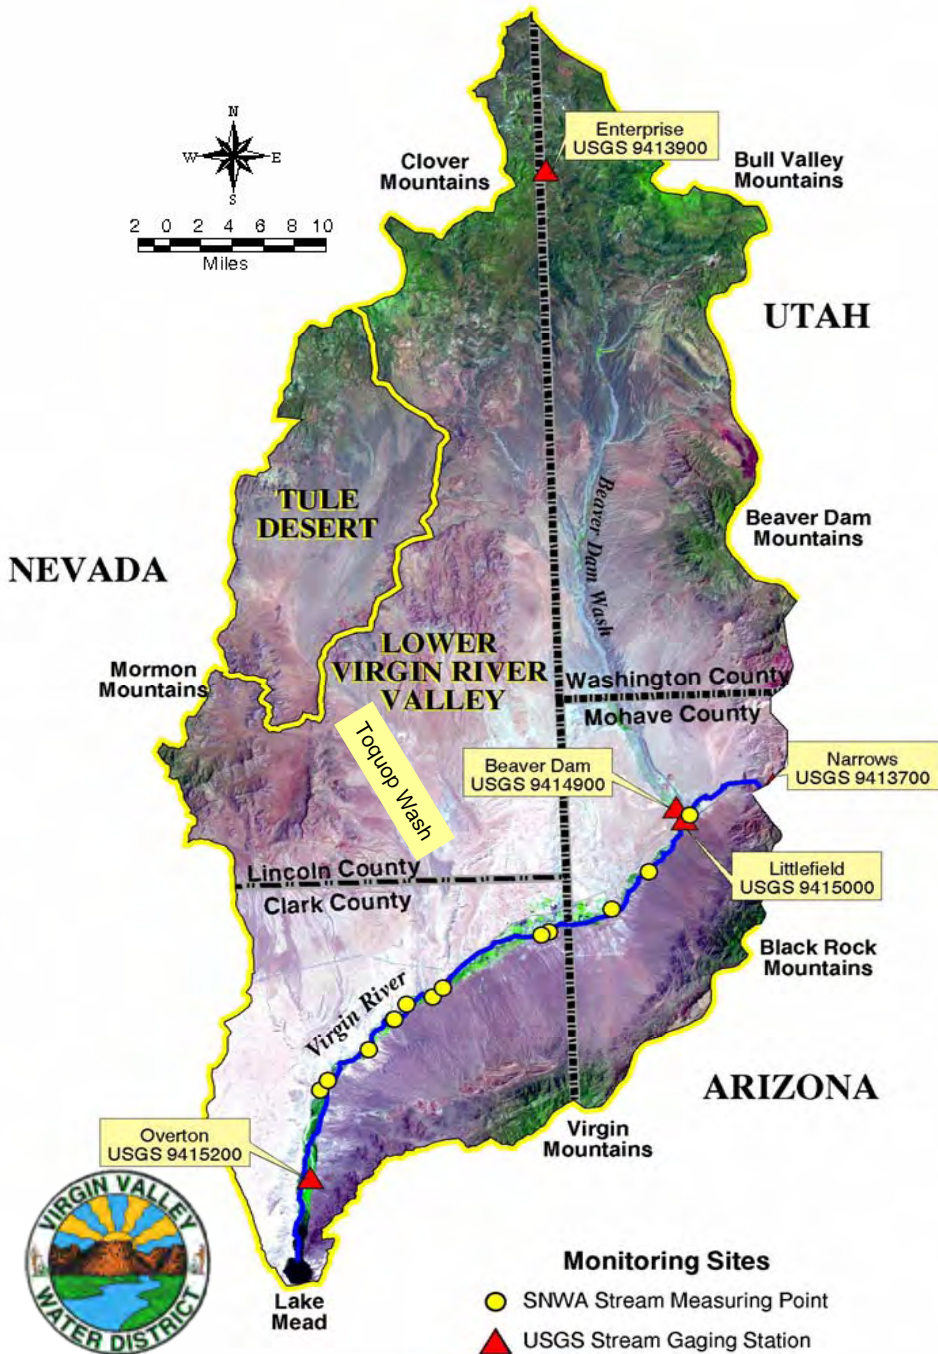 N
W
E
S
2 0 2 4 6 8 10
Miles
Enterprise
USGS 9413900
Clover
Mountains
Bull Valley
Mountains
UTAH
TULE
DESERT
Beaver Dam Wash
Beaver Dam
Mountains
NEVADA
LOWER
VIRGIN RIVER
VALLEY
Mormon
Mountains
Washington County
Mohave County
Toquop Wash
Beaver Dam
USGS 9414900
Narrows
USGS 9413700
Littlefield
USGS 9415000
Lincoln County
Clark County
Black Rock
Mountains
Virgin River
ARIZONA
Virgin
Mountains
Overton
USGS 9415200
VIRGIN VALLEY
WATER DISTRICT
Lake
Mead
Monitoring Sites
SNWA Stream Measuring Point
USGS Stream Gaging Station